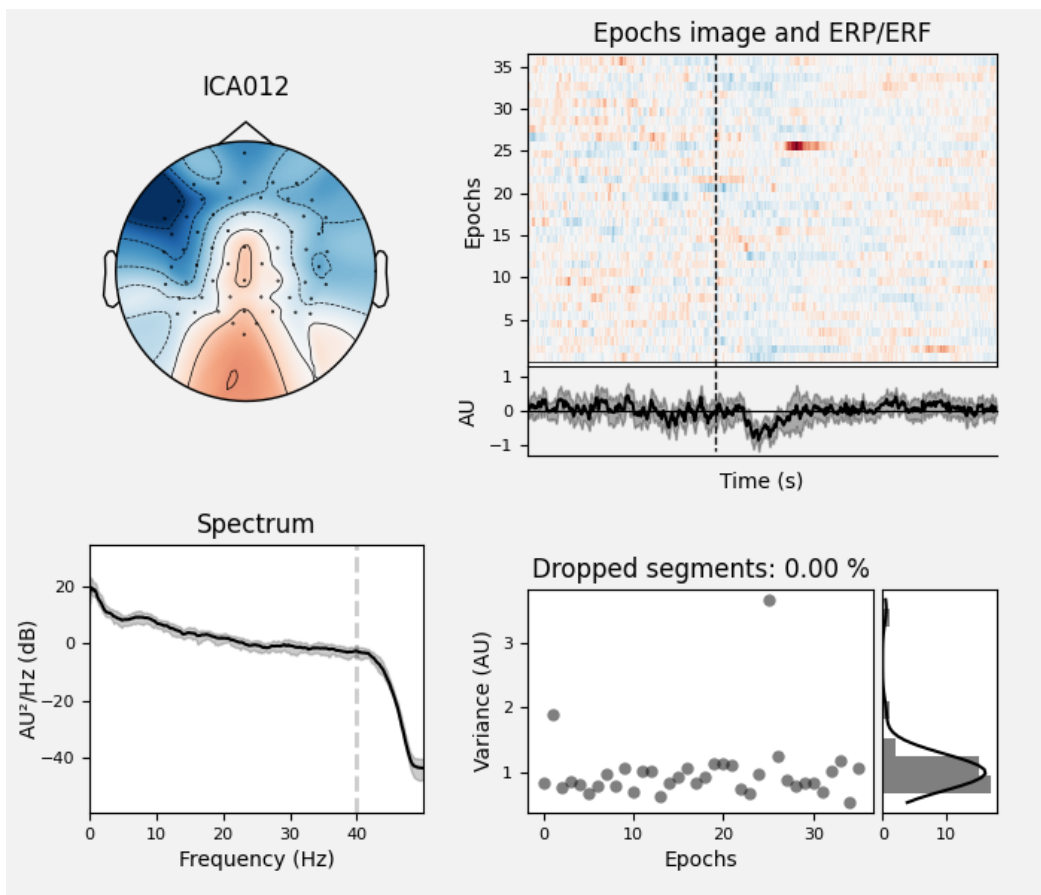 Epochs image and ERP/ERF
ICA012
35
30
25
20
15
10
5
Epochs
1
0
−1
AU
Time (s)
Spectrum
20
0
−20
−40
AU²/Hz (dB)
0 10 20 30 40
Frequency (Hz)
Dropped segments: 0.00 %
3
2
1
Variance (AU)
0 10 20 30
Epochs
0 10